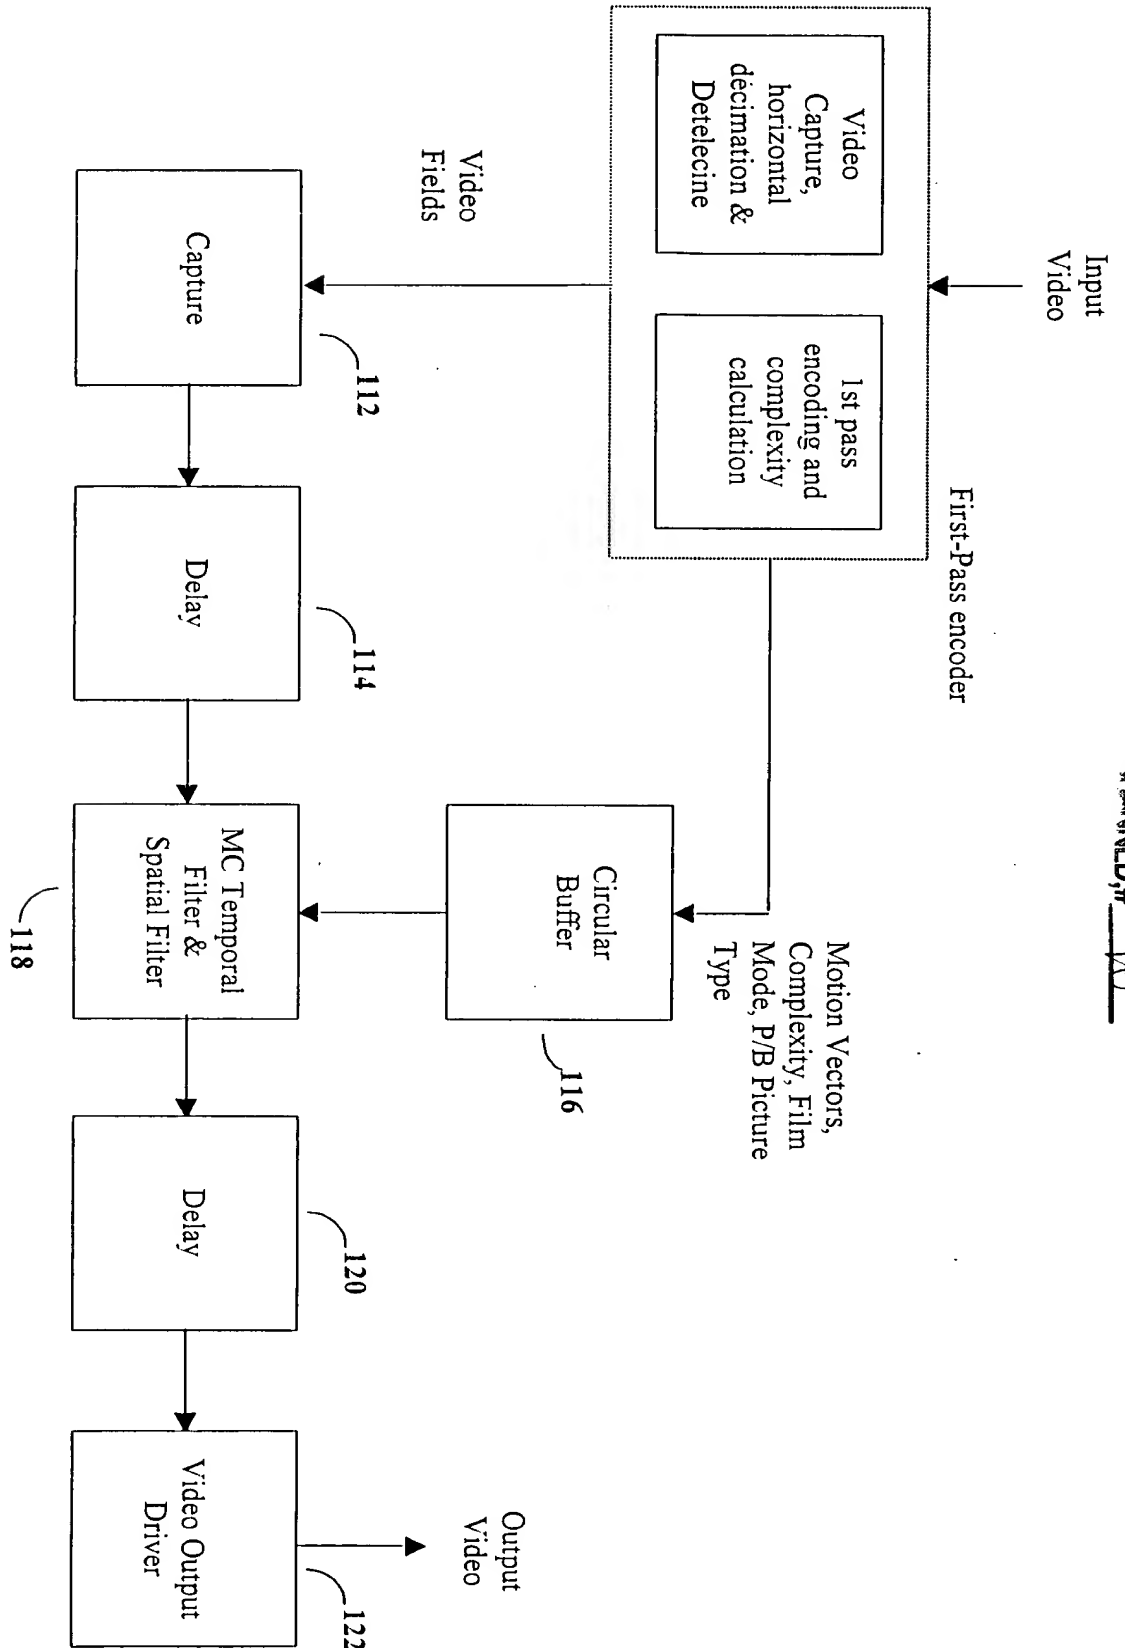 Input
Video
First-Pass encoder
Video
Capture,
horizontal
decimation &
Detelecine
1st pass
encoding and
complexity
calculation
Video
Fields
Motion Vectors,
Complexity, Film
Mode, P/B Picture
Type
Circular
Buffer
116
Capture
112
Delay
114
MC Temporal
Filter &
Spatial Filter
118
Delay
120
Video Output
Driver
122
Output
Video